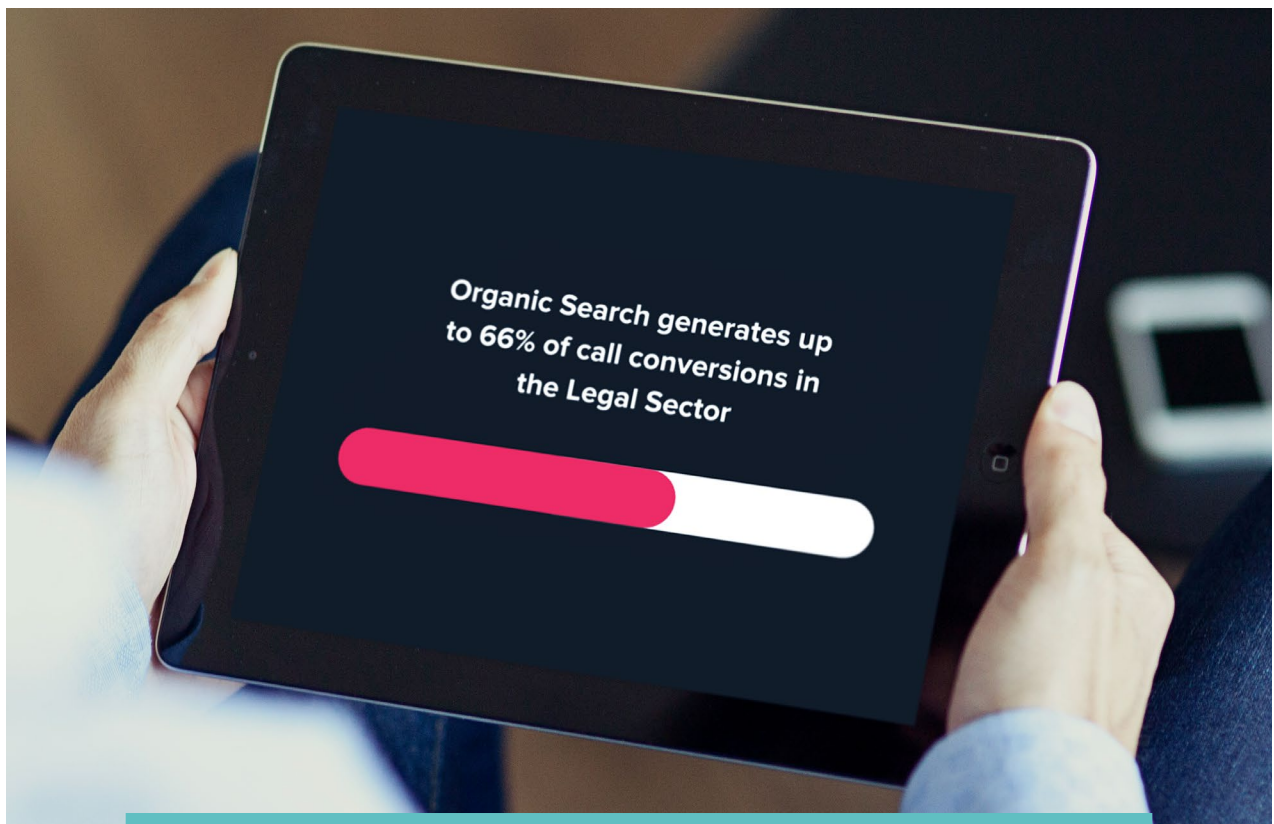 Organic Search generates up
to 66% of call conversions in
the Legal Sector